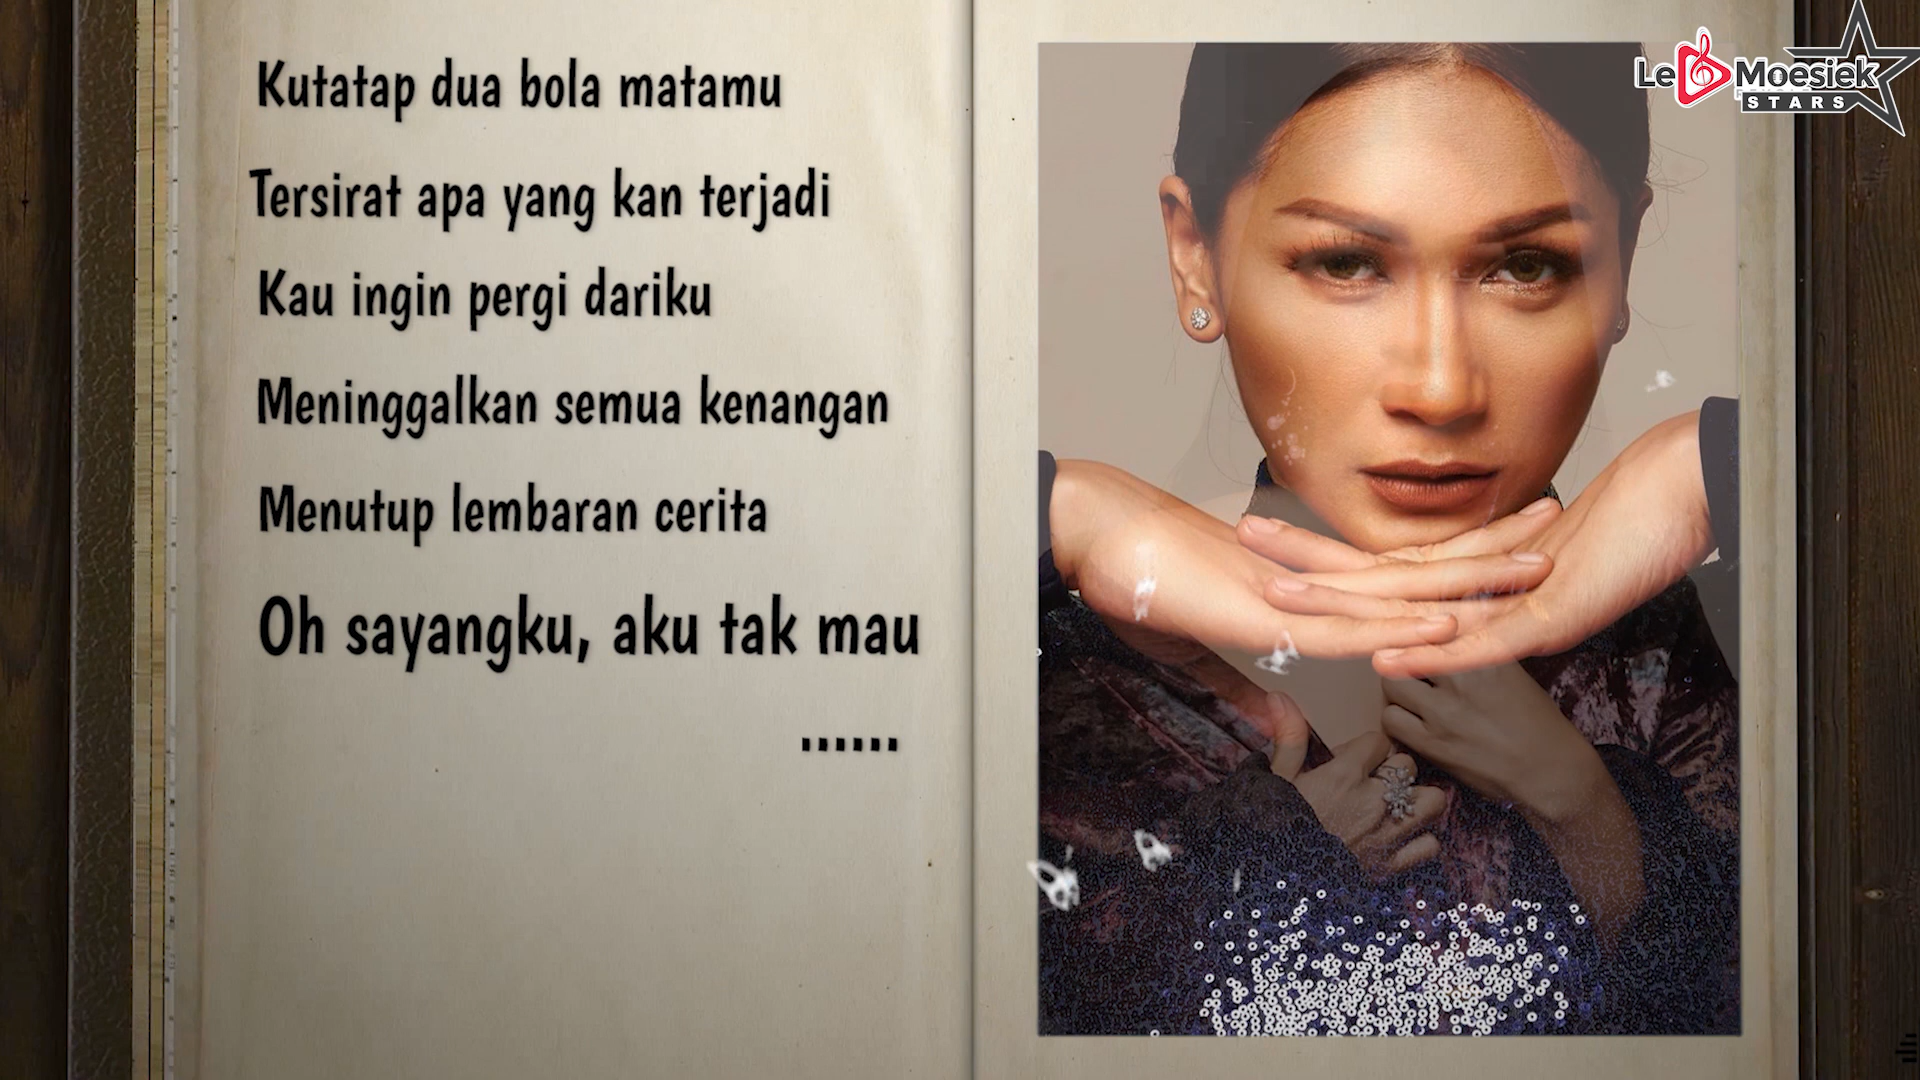 Kutatap dua bola matamu
Tersirat apa yang kan terjadi
Kau ingin pergi dariku
Meninggalkan semua kenangan
Menutup lembaran cerita
Oh sayangku, aku tak mau
......
Le Moesiek
STARS